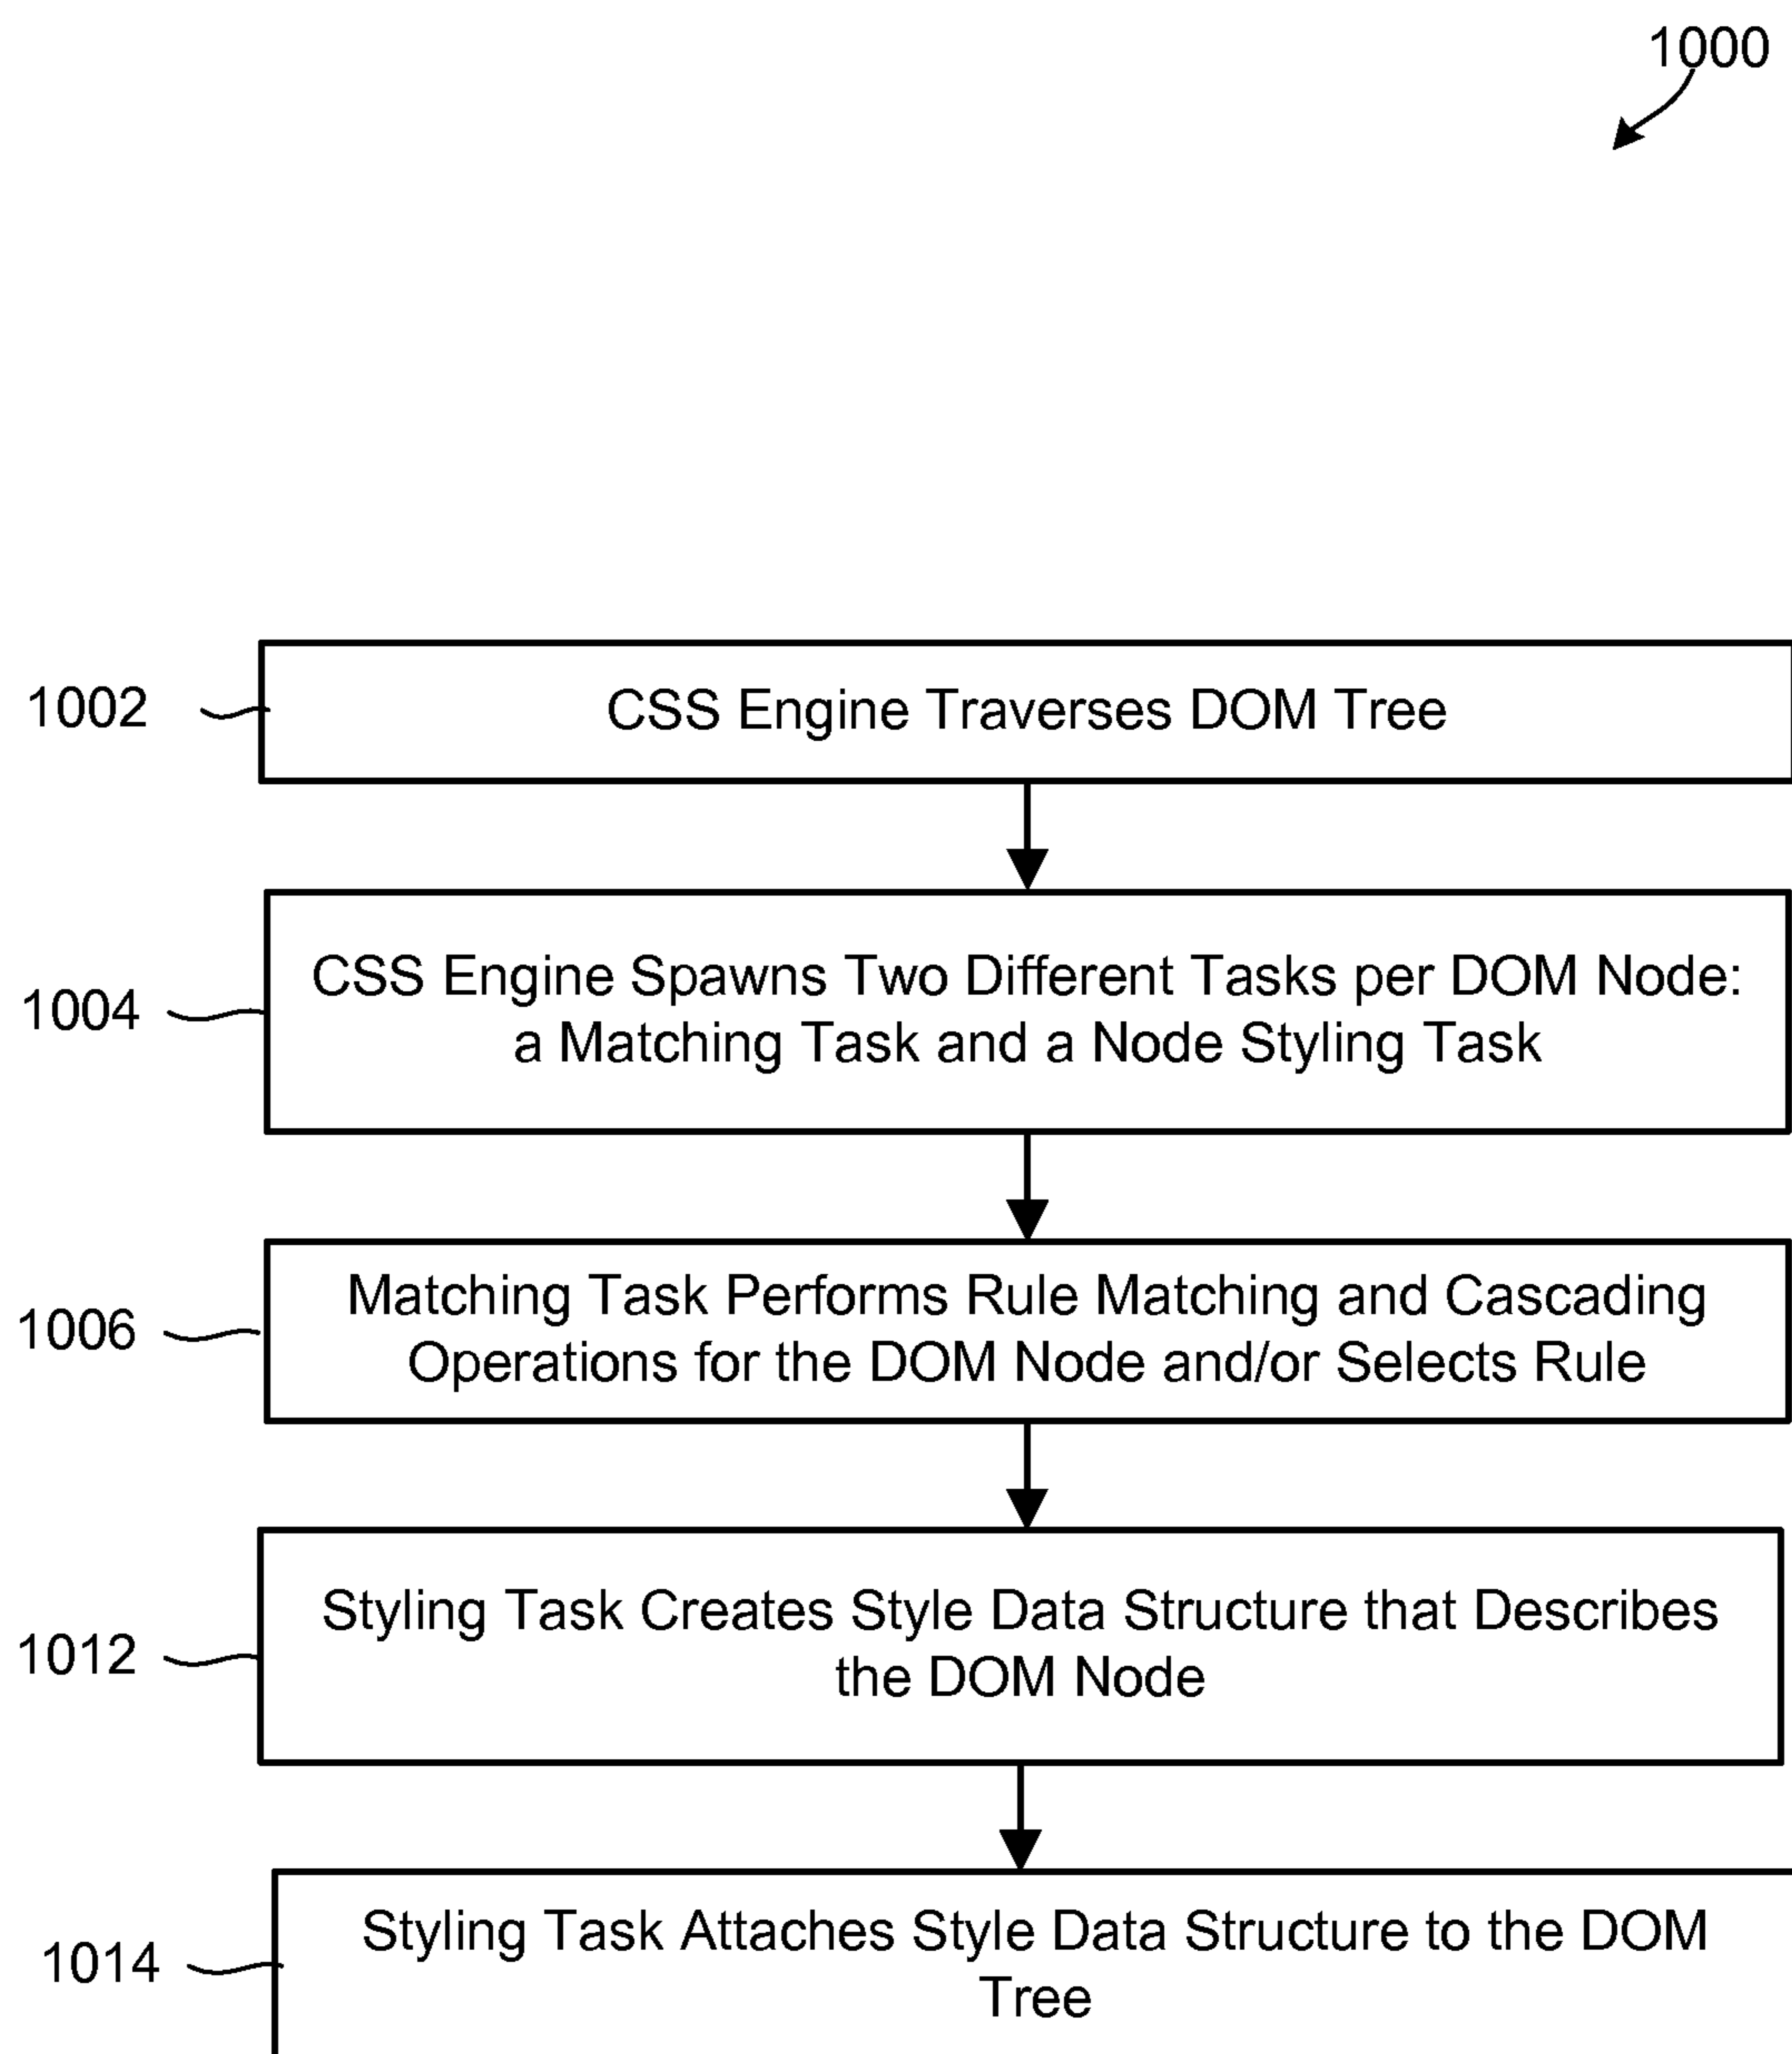 1000
1002
CSS Engine Traverses DOM Tree
1004
CSS Engine Spawns Two Different Tasks per DOM Node:
a Matching Task and a Node Styling Task
1006
Matching Task Performs Rule Matching and Cascading
Operations for the DOM Node and/or Selects Rule
1012
Styling Task Creates Style Data Structure that Describes
the DOM Node
1014
Styling Task Attaches Style Data Structure to the DOM
Tree